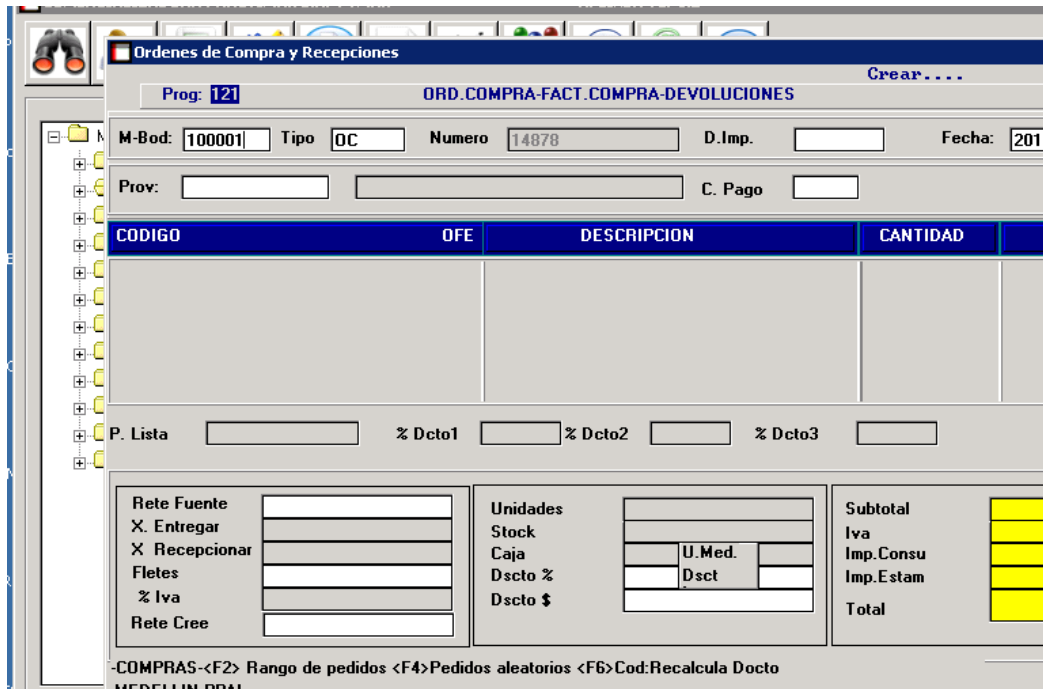 Ordenes de Compra y Recepciones
Crear....
Prog: 121 ORD.COMPRA-FACT.COMPRA-DEVOLUCIONES
M-Bod: 100001 Tipo OC Numero 14878 D.Imp. Fecha: 201
Prov: C. Pago
CODIGO OFE DESCRIPCION CANTIDAD
P. Lista % Dcto1 % Dcto2 % Dcto3
Rete Fuente
X. Entregar
X Recepcionar
Fletes
% Iva
Rete Cree
Unidades
Stock
Caja U.Med.
Dscto % Dsct
Dscto $
Subtotal
Iva
Imp.Consu
Imp.Estam
Total
-COMPRAS-<F2> Rango de pedidos <F4>Pedidos aleatorios <F6>Cod:Recalcula Docto